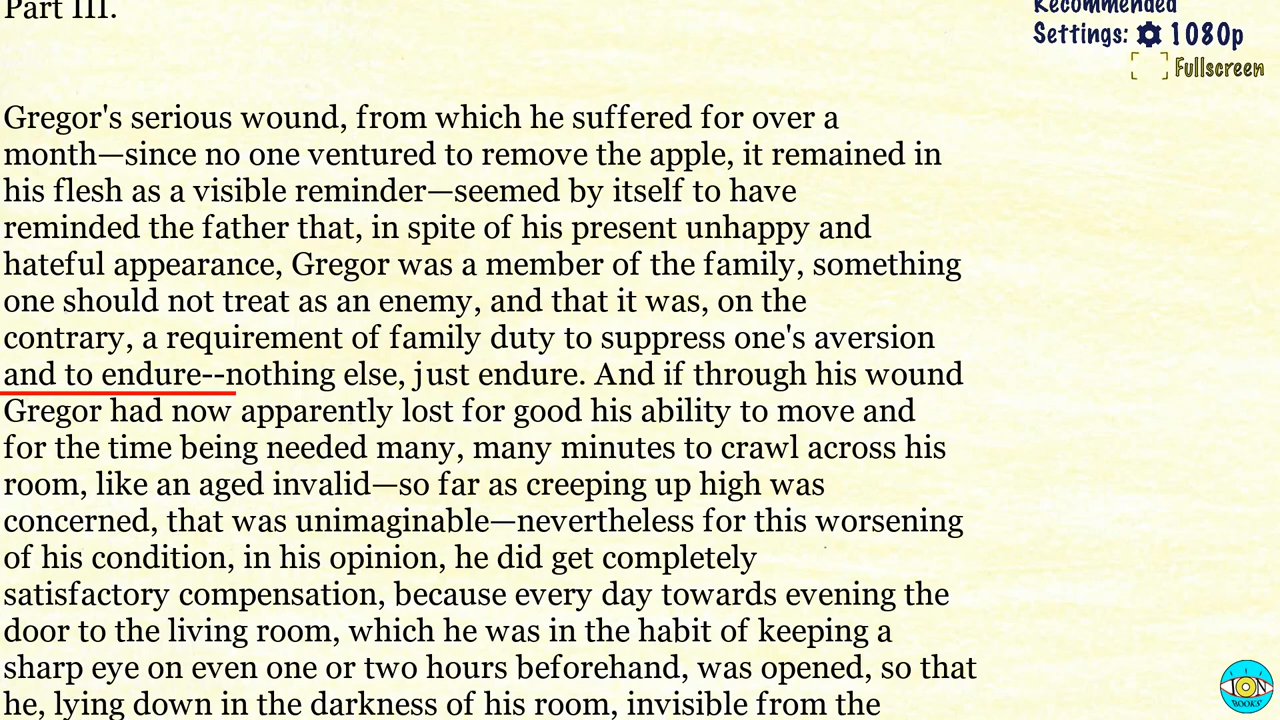 Part III.
Recommended
Settings: 1080p
Fullscreen
Gregor's serious wound, from which he suffered for over a
month—since no one ventured to remove the apple, it remained in
his flesh as a visible reminder—seemed by itself to have
reminded the father that, in spite of his present unhappy and
hateful appearance, Gregor was a member of the family, something
one should not treat as an enemy, and that it was, on the
contrary, a requirement of family duty to suppress one's aversion
and to endure--nothing else, just endure. And if through his wound
Gregor had now apparently lost for good his ability to move and
for the time being needed many, many minutes to crawl across his
room, like an aged invalid—so far as creeping up high was
concerned, that was unimaginable—nevertheless for this worsening
of his condition, in his opinion, he did get completely
satisfactory compensation, because every day towards evening the
door to the living room, which he was in the habit of keeping a
sharp eye on even one or two hours beforehand, was opened, so that
he, lying down in the darkness of his room, invisible from the
ION
BOOKS